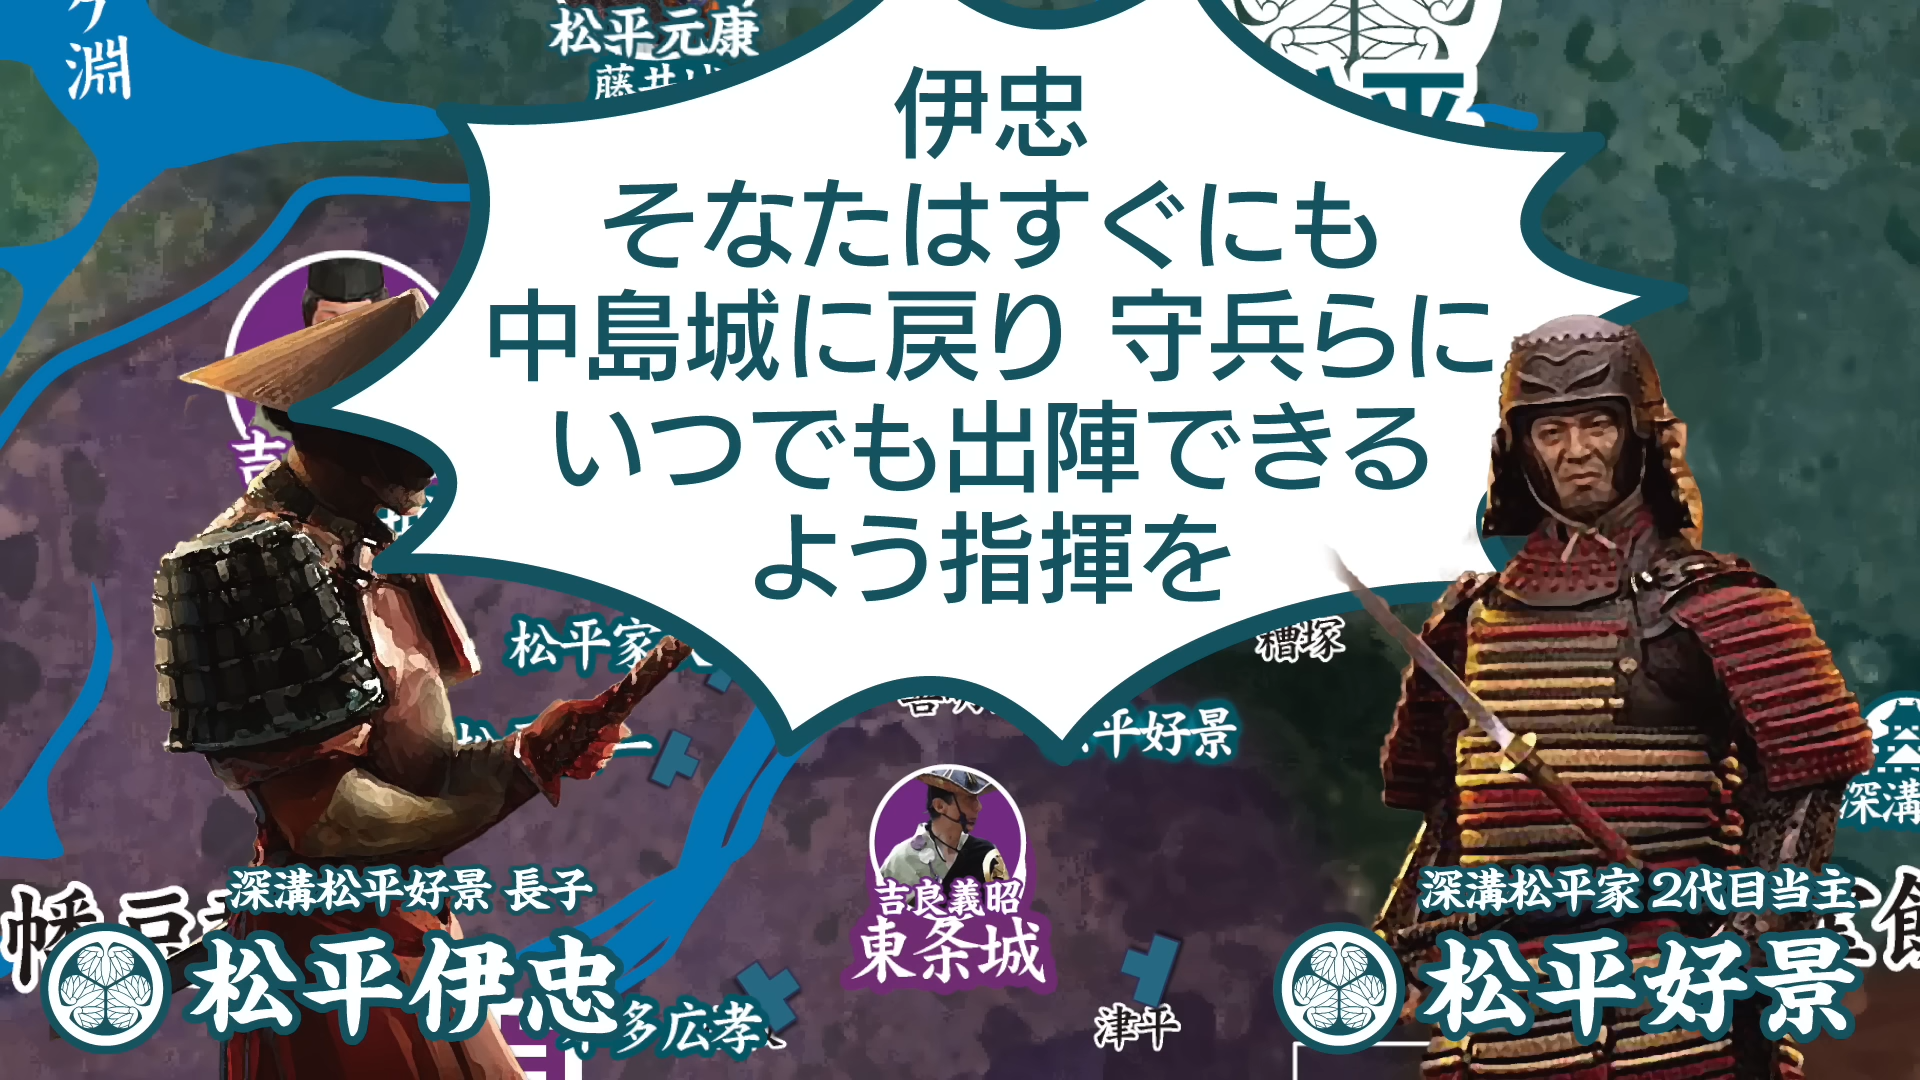 淵
松平元康
伊忠
そなたはすぐにも
中島城に戻り 守兵らに
いつでも出陣できる
よう指揮を
吉
松平家
糟塚
平好景
深溝
吉良義昭
東条城
津平
多広孝
深溝松平好景 長子
松平伊忠
深溝松平家 2代目当主
松平好景